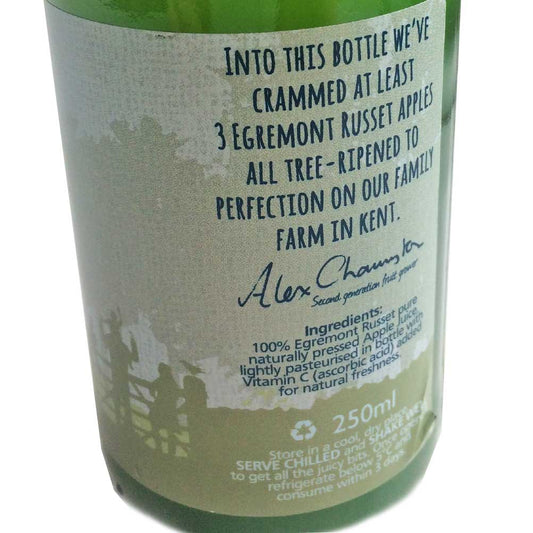 INTO THIS BOTTLE WE'VE
CRAMMED AT LEAST
3 EGREMONT RUSSET APPLES
ALL TREE-RIPENED TO
PERFECTION ON OUR FAMILY
FARM IN KENT.
Alex
Second generation fruit grower
Ingredients:
100% Egremont Russet pure
naturally pressed Apple Juice
lightly pasteurised in bottle with
Vitamin C (ascorbic acid) added
for natural freshness.
250ml
Store in a cool, dry place.
SERVE CHILLED and SHAKE WELL
to get all the juicy bits. Once
refrigerate below 5°C and
consume within 3 days.